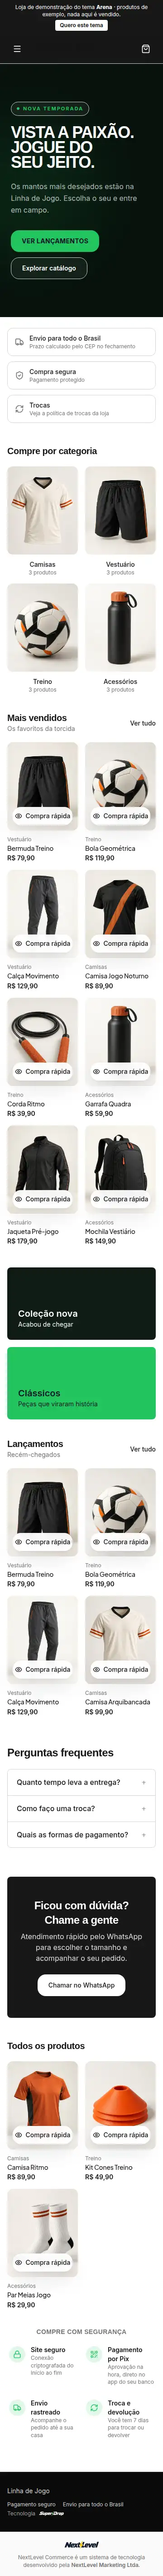 Loja de demonstração do tema Arena · produtos de
exemplo, nada aqui é vendido.
Quero este tema
NOVA TEMPORADA
VISTA A PAIXÃO.
JOGUE DO
SEU JEITO.
Os mantos mais desejados estão na
Linha de Jogo. Escolha o seu e entre
em campo.
VER LANÇAMENTOS
Explorar catálogo
Envio para todo o Brasil
Prazo calculado pelo CEP no fechamento
Compra segura
Pagamento protegido
Trocas
Veja a política de trocas da loja
Compre por categoria
Camisas
3 produtos
Vestuário
3 produtos
Treino
3 produtos
Acessórios
3 produtos
Mais vendidos
Os favoritos da torcida
Ver tudo
Compra rápida
Compra rápida
Vestuário
Bermuda Treino
R$ 79,90
Treino
Bola Geométrica
R$ 119,90
Compra rápida
Compra rápida
Vestuário
Calça Movimento
R$ 129,90
Camisas
Camisa Jogo Noturno
R$ 89,90
Compra rápida
Compra rápida
Treino
Corda Ritmo
R$ 39,90
Acessórios
Garrafa Quadra
R$ 59,90
Compra rápida
Compra rápida
Vestuário
Jaqueta Pré-jogo
R$ 179,90
Acessórios
Mochila Vestiário
R$ 149,90
Coleção nova
Acabou de chegar
Clássicos
Peças que viraram história
Lançamentos
Recém-chegados
Ver tudo
Compra rápida
Compra rápida
Vestuário
Bermuda Treino
R$ 79,90
Treino
Bola Geométrica
R$ 119,90
Compra rápida
Compra rápida
Vestuário
Calça Movimento
R$ 129,90
Camisas
Camisa Arquibancada
R$ 99,90
Perguntas frequentes
Quanto tempo leva a entrega?
Como faço uma troca?
Quais as formas de pagamento?
Ficou com dúvida?
Chame a gente
Atendimento rápido pelo WhatsApp
para escolher o tamanho e
acompanhar o seu pedido.
Chamar no WhatsApp
Todos os produtos
Compra rápida
Compra rápida
Camisas
Camisa Ritmo
R$ 89,90
Treino
Kit Cones Treino
R$ 49,90
Compra rápida
Acessórios
Par Meias Jogo
R$ 29,90
COMPRE COM SEGURANÇA
Site seguro
Conexão
criptografada do
início ao fim
Pagamento
por Pix
Aprovação na
hora, direto no
app do seu banco
Envio
rastreado
Acompanhe o
pedido até a sua
casa
Troca e
devolução
Você tem 7 dias
para trocar ou
devolver
Linha de Jogo
Pagamento seguro
Envio para todo o Brasil
Tecnologia SuperDrop
NextLevel
NextLevel Commerce é um sistema de tecnologia
desenvolvido pela NextLevel Marketing Ltda.